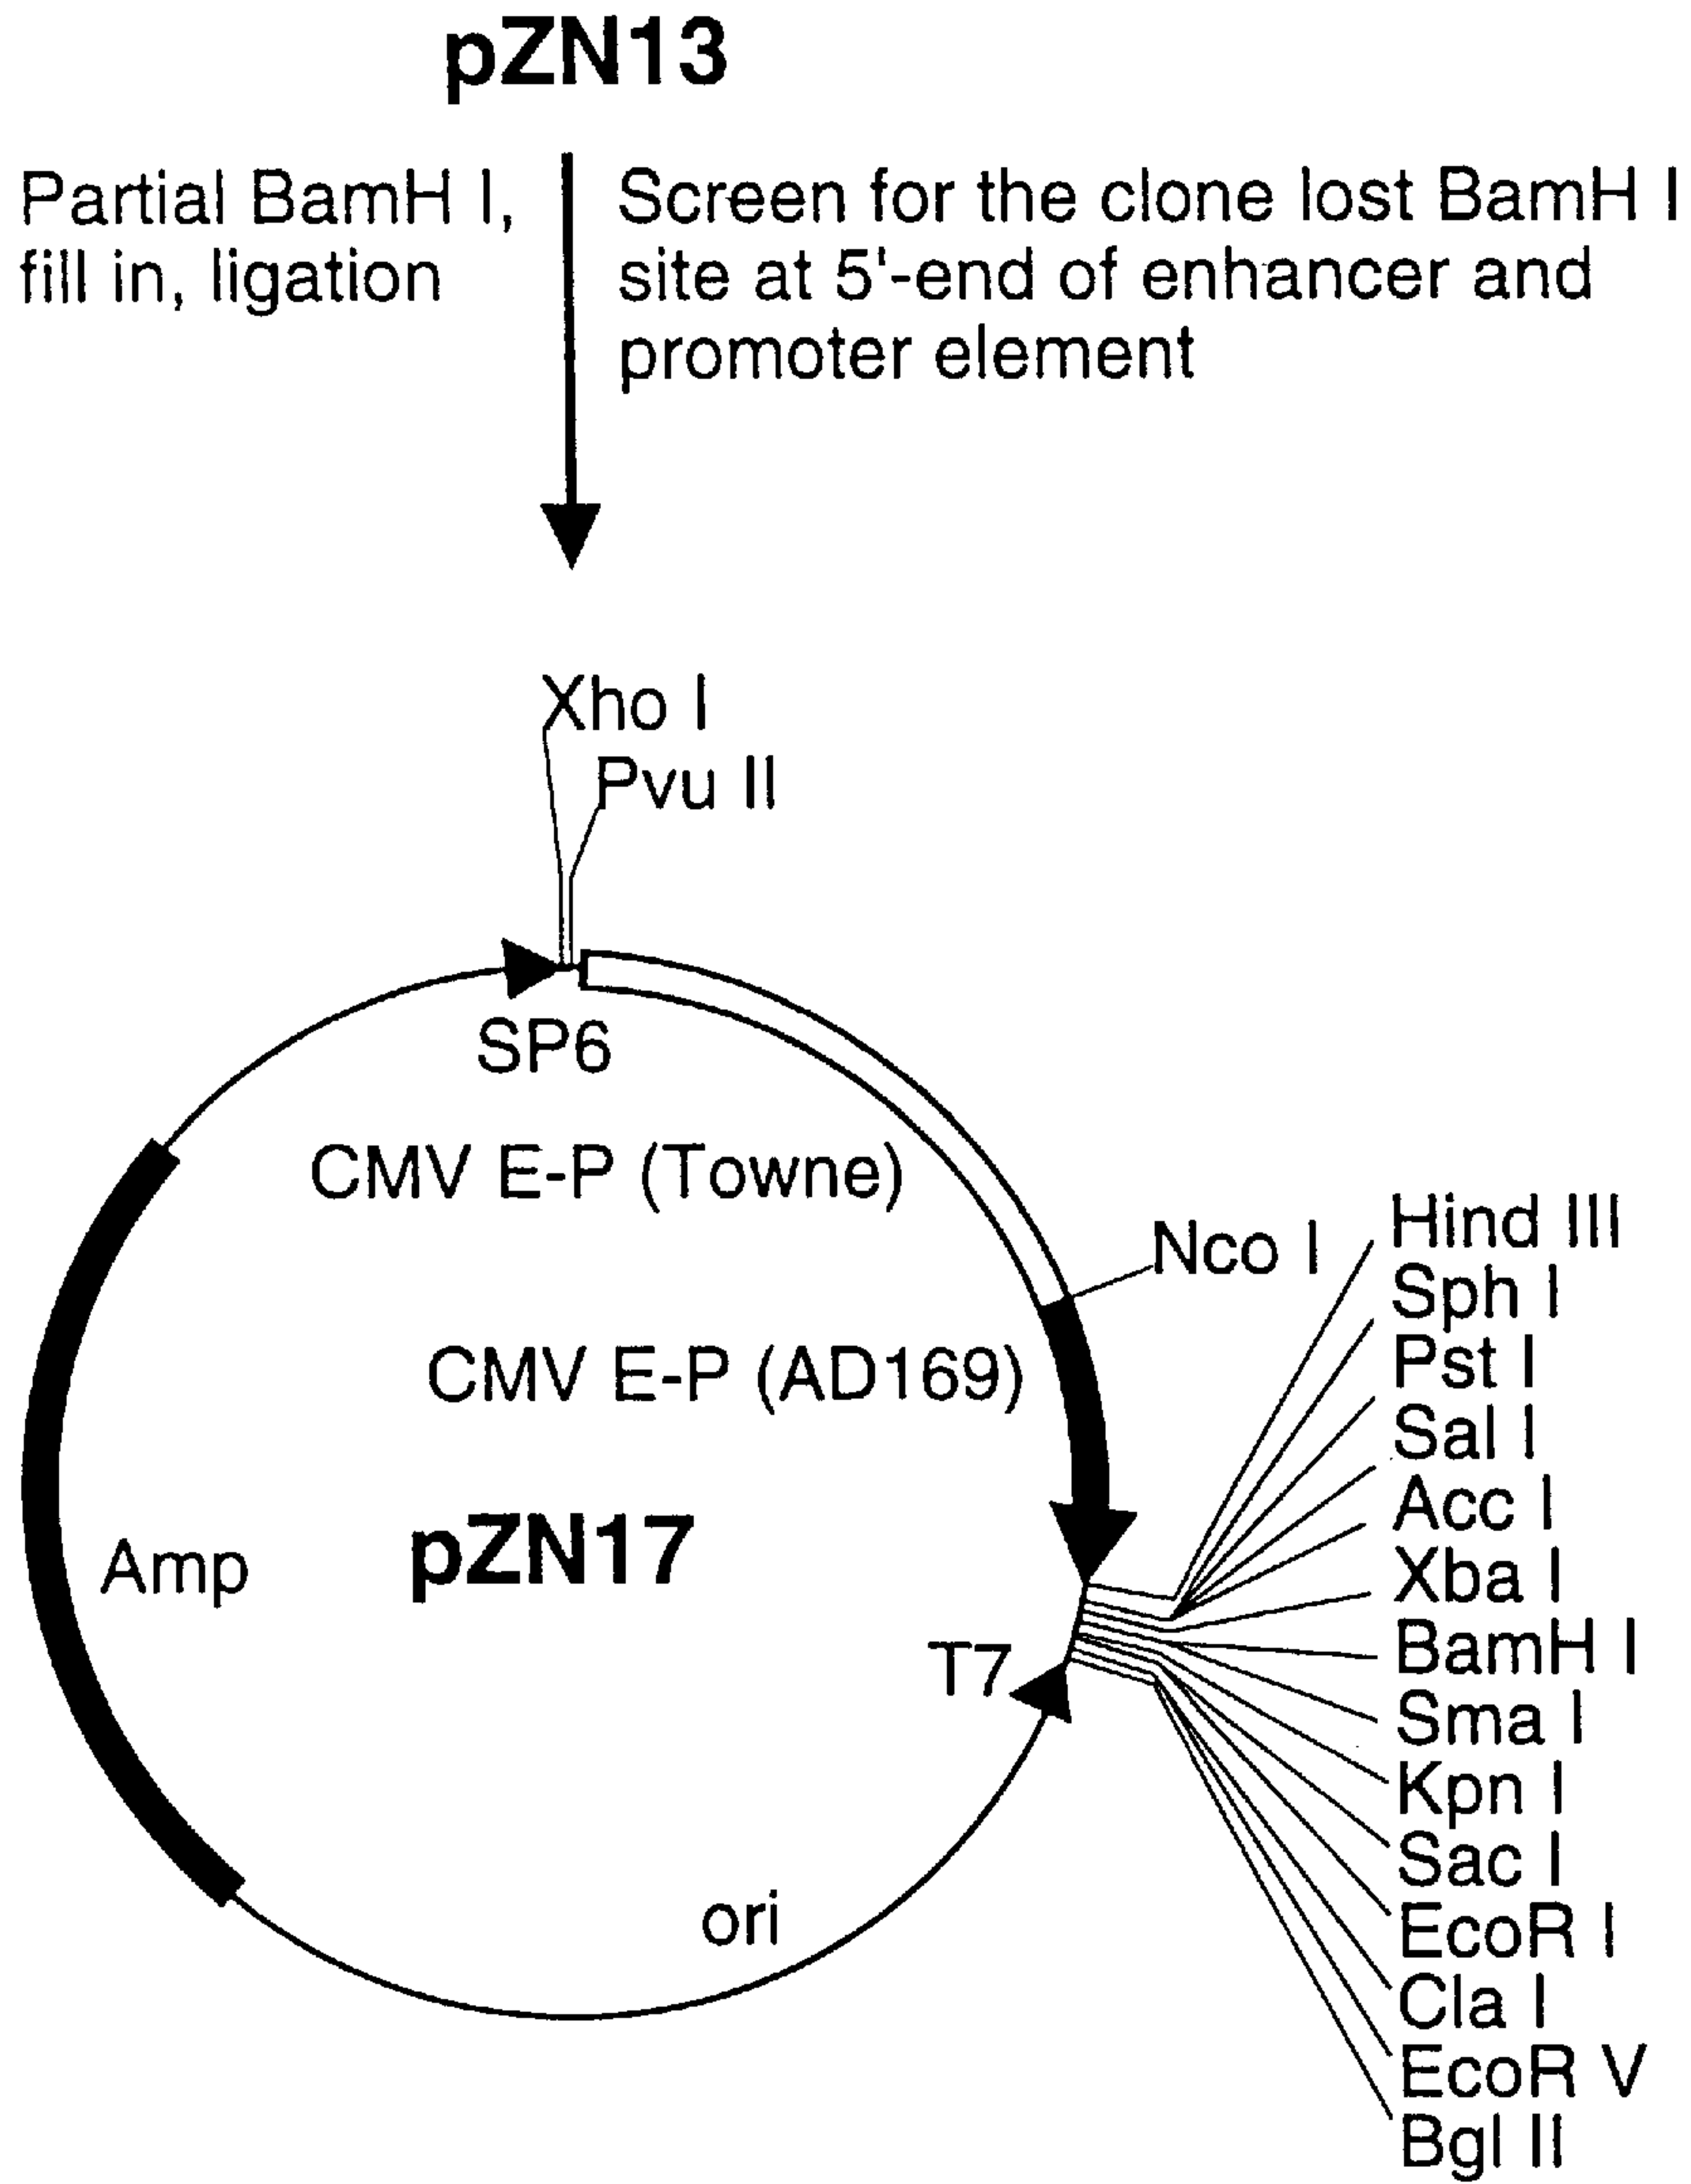 pZN13
Partial BamH I,
fill in, ligation
Screen for the clone lost BamH I
site at 5'-end of enhancer and
promoter element
Xho I
Pvu II
SP6
CMV E-P (Towne)
Nco I
CMV E-P (AD169)
Hind III
Sph I
Pst I
Sal I
Acc I
Xba I
BamH I
Sma I
Kpn I
Sac I
EcoR I
Cla I
EcoR V
Bgl II
Amp
pZN17
T7
ori